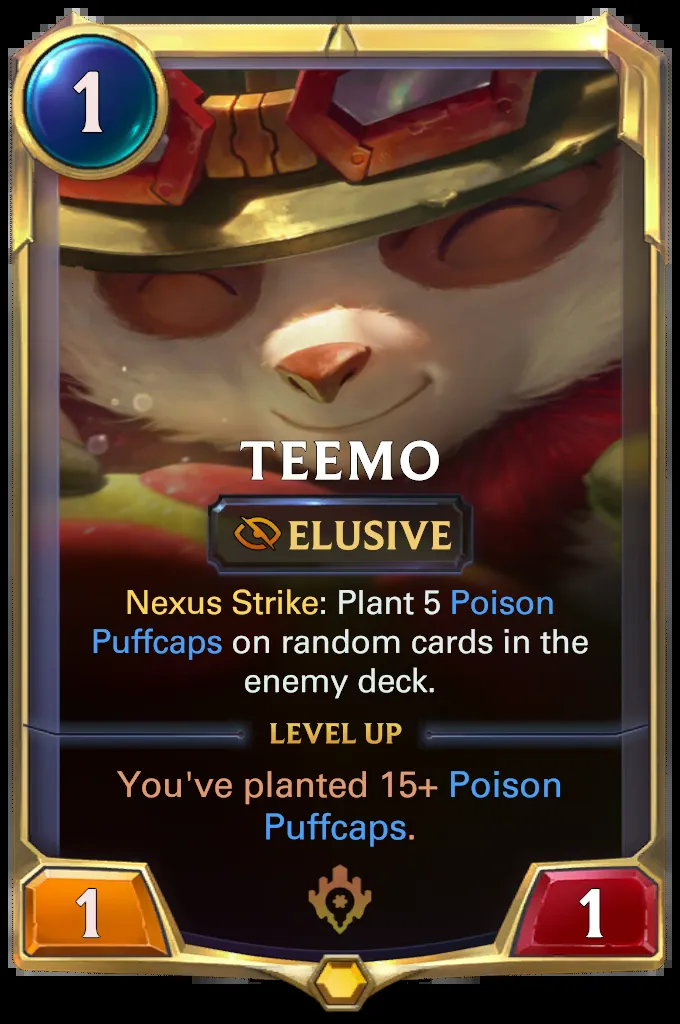 1
TEEMO
ELUSIVE
Nexus Strike: Plant 5 Poison
Puffcaps on random cards in the
enemy deck.
LEVEL UP
You've planted 15+ Poison
Puffcaps.
1
1